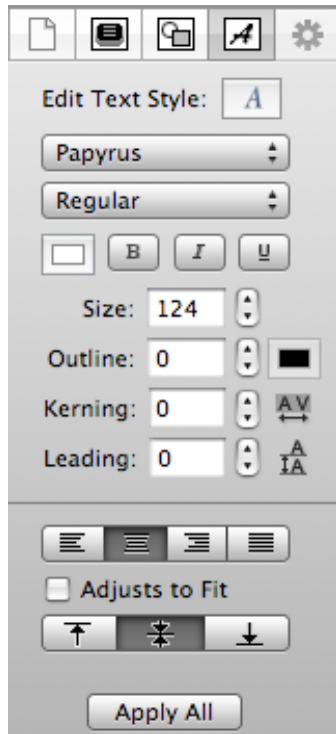 Edit Text Style: A
Papyrus
Regular
B I U
Size: 124
Outline: 0
Kerning: 0 AV
Leading: 0 A
IA
Adjusts to Fit
Apply All